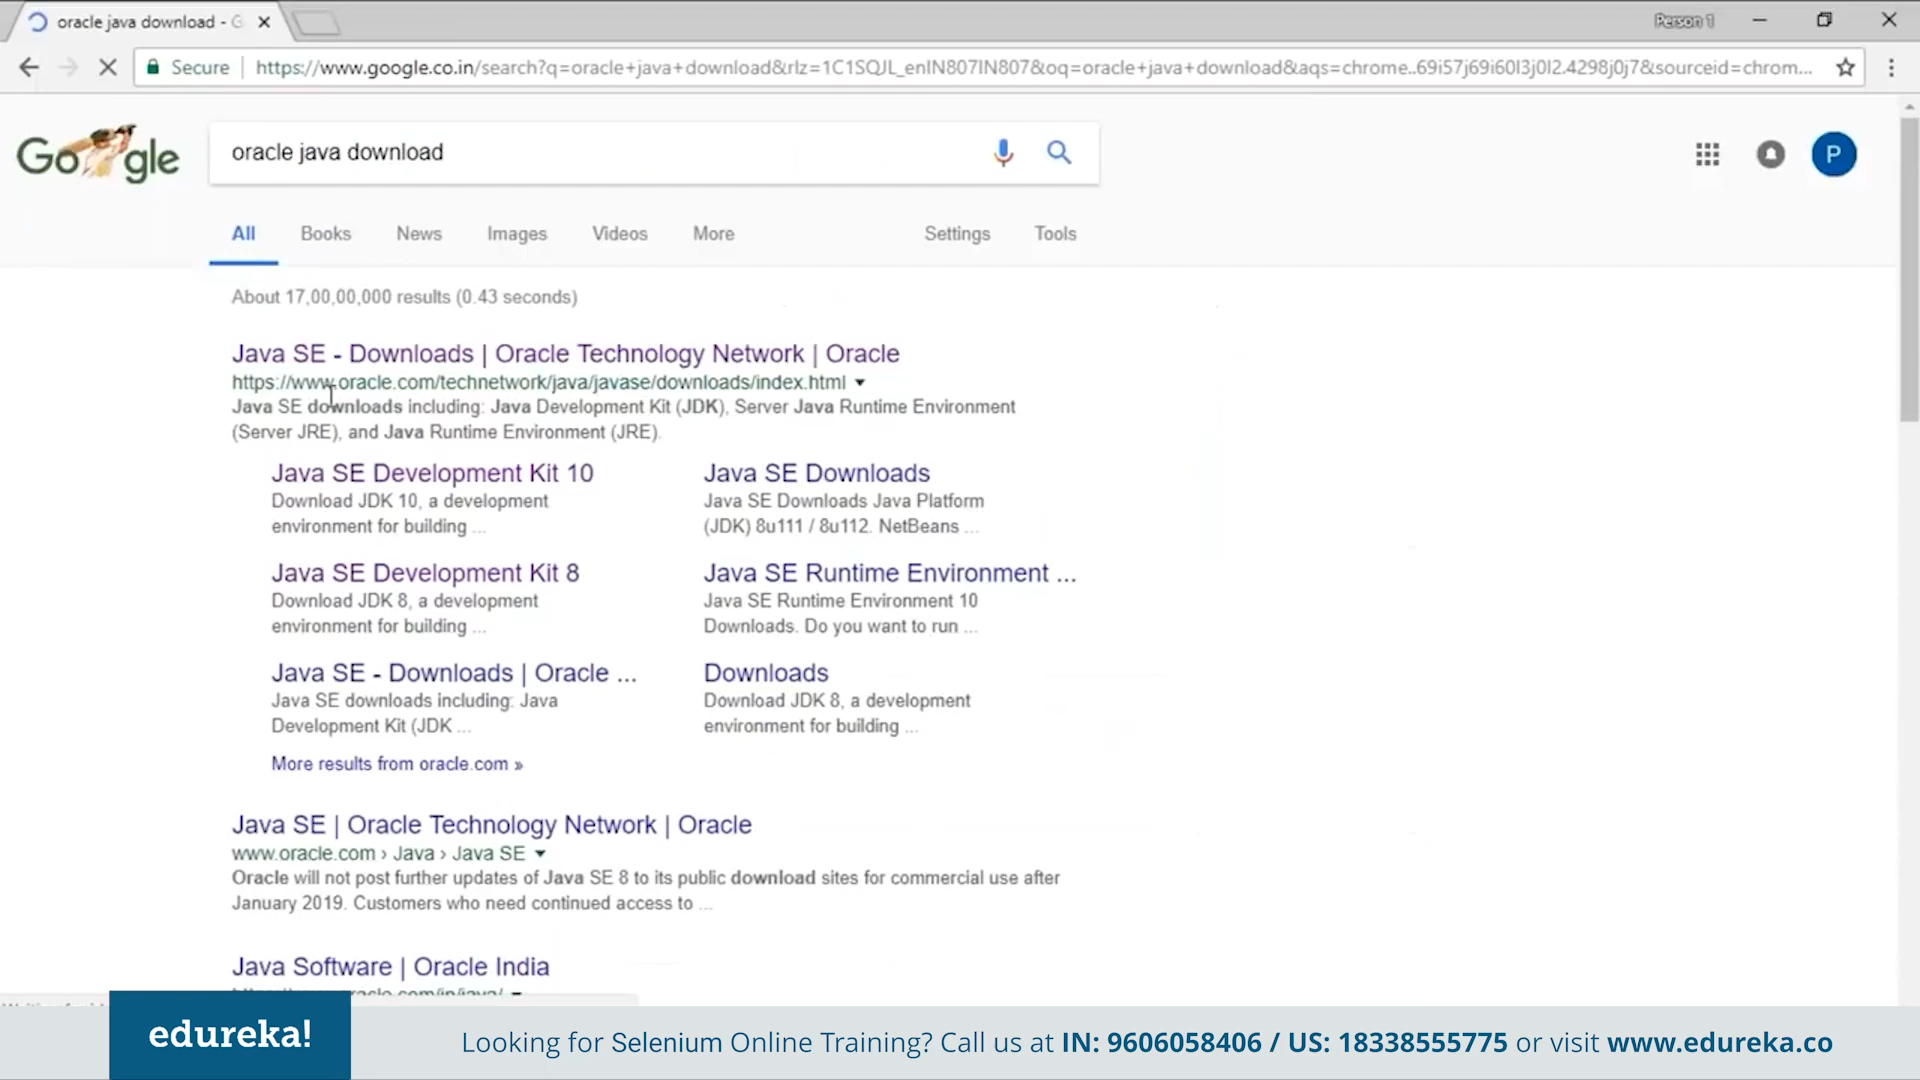 oracle java download - G
Person 1
Secure
https://www.google.co.in/search?q=oracle+java+download&rlz=1C1SQJL_enIN807IN807&oq=oracle+java+download&aqs=chrome..69i57j69i60l3j0l2.4298j0j7&sourceid=chrom...
Google
oracle java download
P
All Books News Images Videos More Settings Tools
About 17,00,00,000 results (0.43 seconds)
Java SE - Downloads | Oracle Technology Network | Oracle
https://www.oracle.com/technetwork/java/javase/downloads/index.html
Java SE downloads including: Java Development Kit (JDK), Server Java Runtime Environment
(Server JRE), and Java Runtime Environment (JRE).
Java SE Development Kit 10
Download JDK 10, a development
environment for building ...
Java SE Downloads
Java SE Downloads Java Platform
(JDK) 8u111 / 8u112. NetBeans ...
Java SE Development Kit 8
Download JDK 8, a development
environment for building ...
Java SE Runtime Environment ...
Java SE Runtime Environment 10
Downloads. Do you want to run ...
Java SE - Downloads | Oracle ...
Java SE downloads including: Java
Development Kit (JDK ...
Downloads
Download JDK 8, a development
environment for building ...
More results from oracle.com »
Java SE | Oracle Technology Network | Oracle
www.oracle.com › Java › Java SE
Oracle will not post further updates of Java SE 8 to its public download sites for commercial use after
January 2019. Customers who need continued access to ...
Java Software | Oracle India
edureka!
Looking for Selenium Online Training? Call us at IN: 9606058406 / US: 18338555775 or visit www.edureka.co